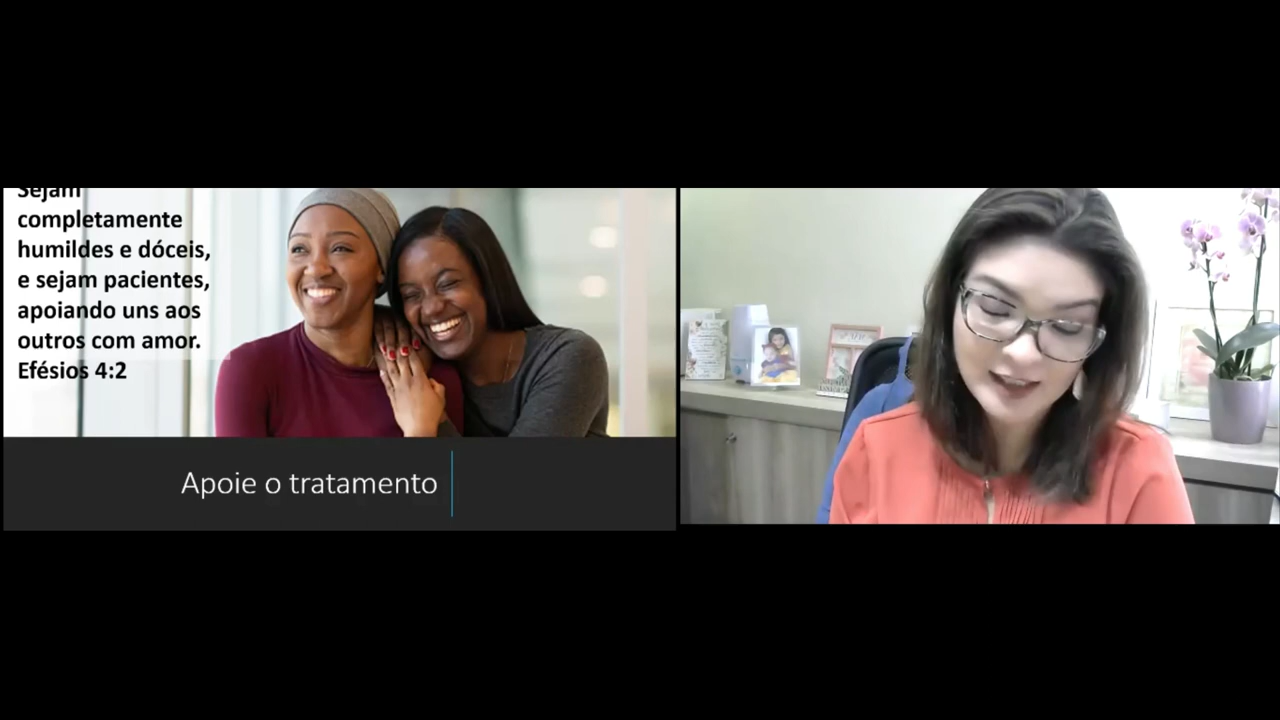 Sejam
completamente
humildes e dóceis,
e sejam pacientes,
apoiando uns aos
outros com amor.
Efésios 4:2
Apoie o tratamento